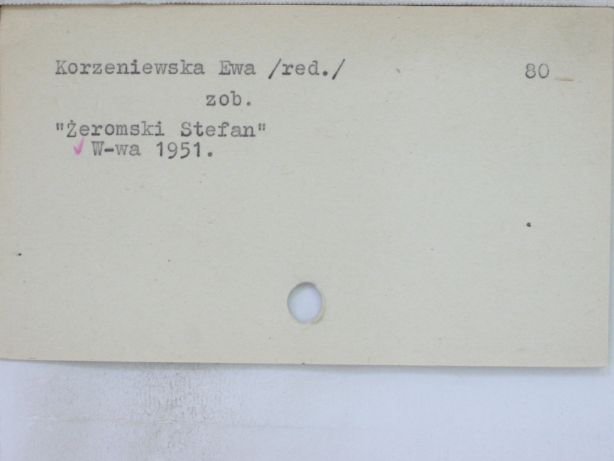 Korzeniewska Ewa /red./ 80
zob.
"Żeromski Stefan"
W-wa 1951.